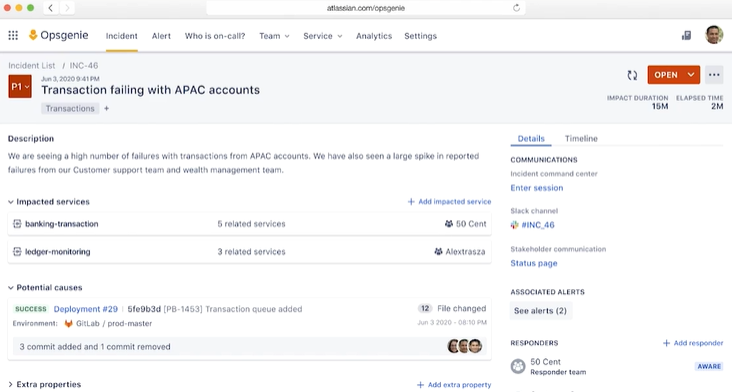 atlassian.com/opsgenie
Opsgenie Incident Alert Who is on-call? Team Service Analytics Settings
Incident List / INC-46
P1
Jun 3, 2020 9:41 PM
Transaction failing with APAC accounts
Transactions +
OPEN
IMPACT DURATION ELAPSED TIME
15M 2M
Description
We are seeing a high number of failures with transactions from APAC accounts. We have also seen a large spike in reported
failures from our Customer support team and wealth management team.
Impacted services + Add impacted service
banking-transaction 5 related services 50 Cent
ledger-monitoring 3 related services Alextrasza
Potential causes
SUCCESS Deployment #29 5fe9b3d [PB-1453] Transaction queue added 12 File changed
Environment: GitLab / prod-master Jun 3 2020 - 08:10 PM
3 commit added and 1 commit removed
Extra properties + Add extra property
Details Timeline
COMMUNICATIONS
Incident command center
Enter session
Slack channel
#INC_46
Stakeholder communication
Status page
ASSOCIATED ALERTS
See alerts (2)
RESPONDERS + Add responder
50 Cent
Responder team AWARE